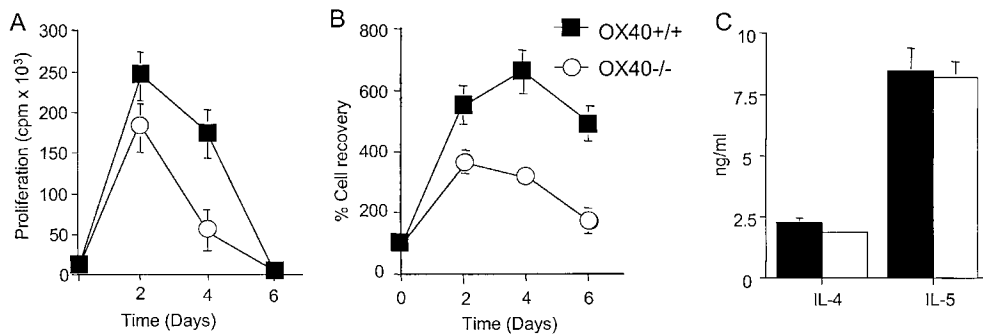 A
Proliferation (cpm x 10³)
300
250
200
150
100
50
0
2
4
6
Time (Days)
B
% Cell recovery
800
600
400
200
0
0
2
4
6
Time (Days)
OX40+/+
OX40-/-
C
ng/ml
10
7.5
5
2.5
0
IL-4
IL-5